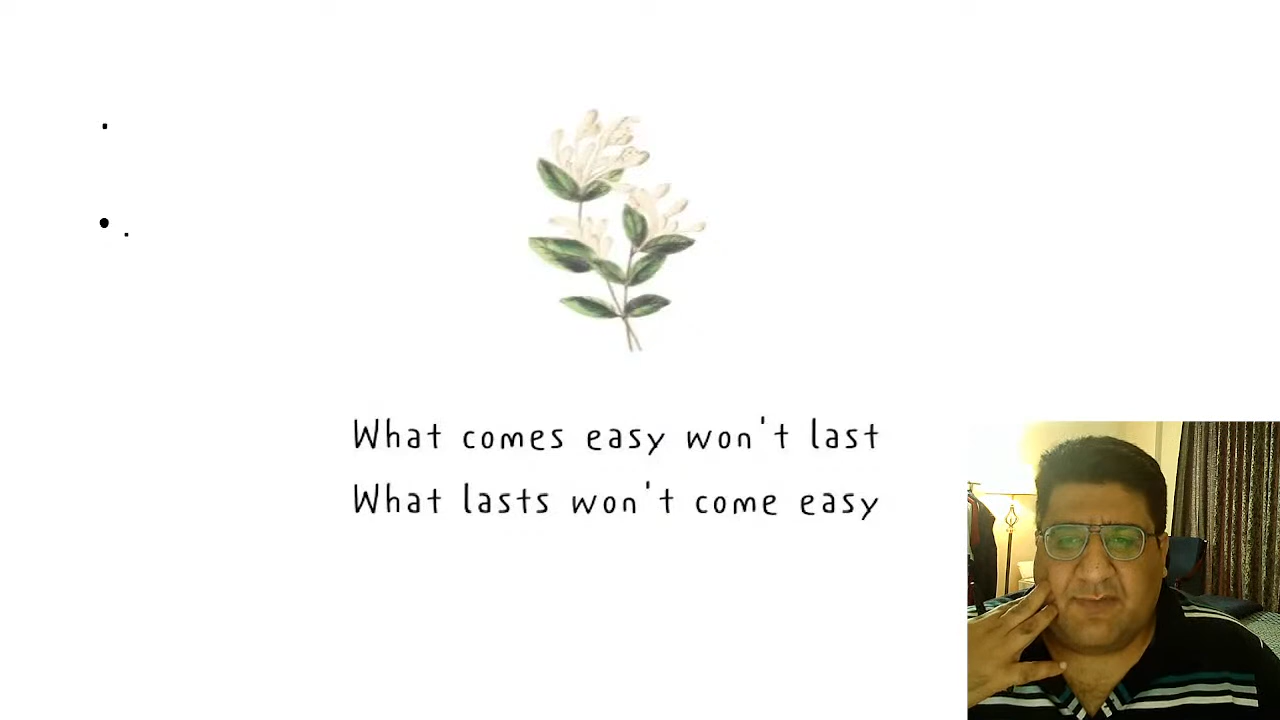 .
• .
What comes easy won't last
What lasts won't come easy